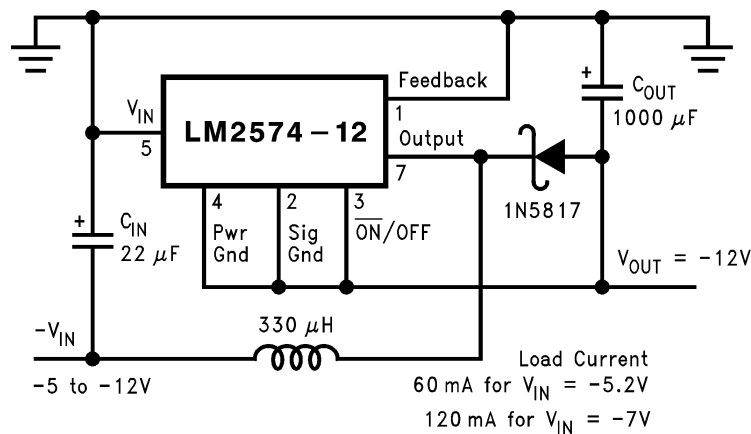 Feedback
1
+
C_OUT
1000 μF
V_IN
5
LM2574-12
Output
7
1N5817
4
2
3
Pwr
Gnd
Sig
Gnd
O̅N̅/OFF
+
C_IN
22 μF
V_OUT = -12V
330 μH
-V_IN
-5 to -12V
Load Current
60 mA for V_IN = -5.2V
120 mA for V_IN = -7V